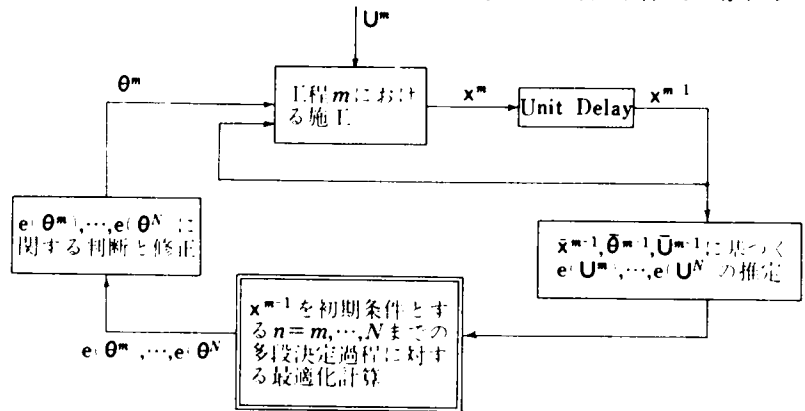 U^m
θ^m
工程mにおけ
る施工
x^m
Unit Delay
x^{m-1}
e(θ^m),…,e(θ^N)に
関する判断と修正
x̄^{m-1},θ̄^{m-1},Ū^{m-1}に基づく
e(U^m),…,e(U^N)の推定
x^{m-1}を初期条件とす
るn=m,…,Nまでの
多段決定過程に対す
る最適化計算
e(θ^m),…,e(θ^N)